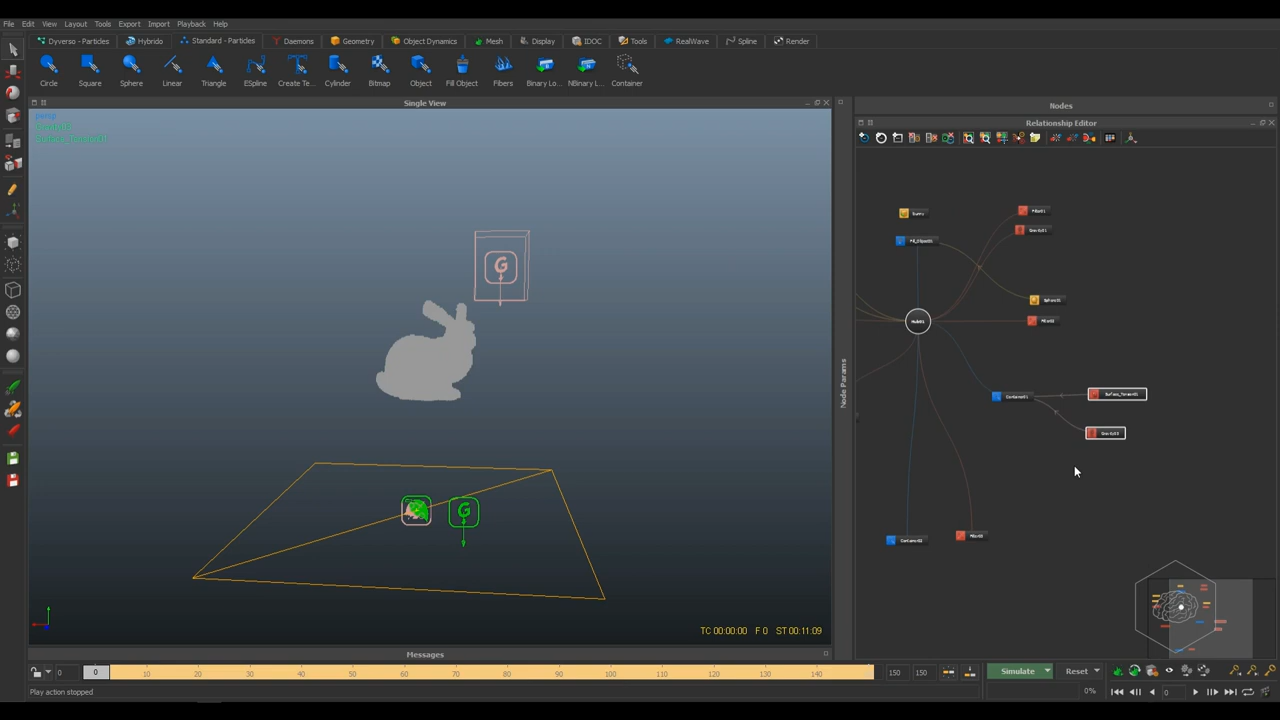 File Edit View Layout Tools Export Import Playback Help
Dyverso - Particles Hybrido Standard - Particles Daemons Geometry Object Dynamics Mesh Display IDOC Tools RealWave Spline Render
Circle Square Sphere Linear Triangle ESpline Create Te... Cylinder Bitmap Object Fill Object Fibers Binary Lo... NBinary L... Container
Single View
Nodes
Relationship Editor
persp
G
G
Node Params
TC 00:00:00 F 0 ST 00:11:09
Messages
0 0 10 20 30 40 50 60 70 80 90 100 110 120 130 140 150 150
Simulate Reset
Play action stopped
0% 0